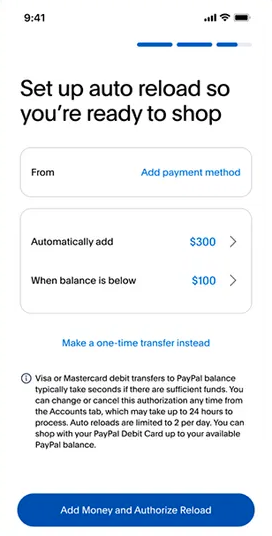 9:41
Set up auto reload so
you're ready to shop
From Add payment method
Automatically add $300
When balance is below $100
Make a one-time transfer instead
Visa or Mastercard debit transfers to PayPal balance
typically take seconds if there are sufficient funds. You
can change or cancel this authorization any time from
the Accounts tab, which may take up to 24 hours to
process. Auto reloads are limited to 2 per day. You can
shop with your PayPal Debit Card up to your available
PayPal balance.
Add Money and Authorize Reload